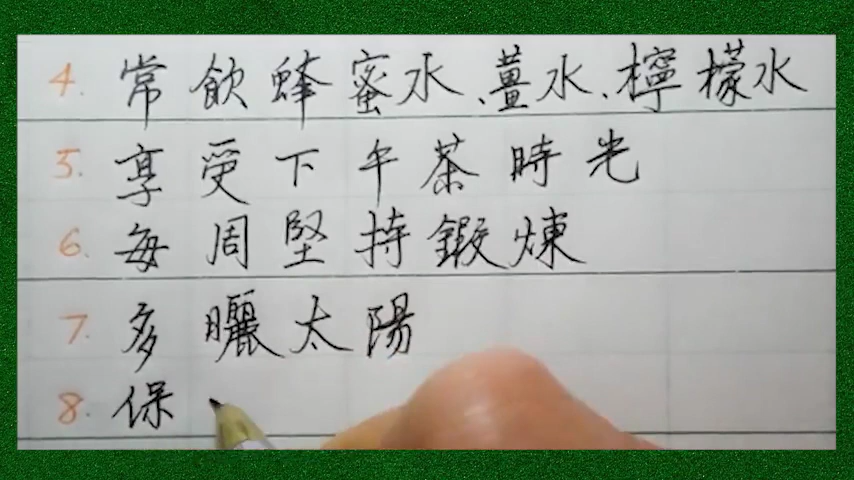 4. 常飲蜂蜜水、薑水、檸檬水
5. 享受下午茶時光
6. 每周堅持鍛煉
7. 多曬太陽
8. 保